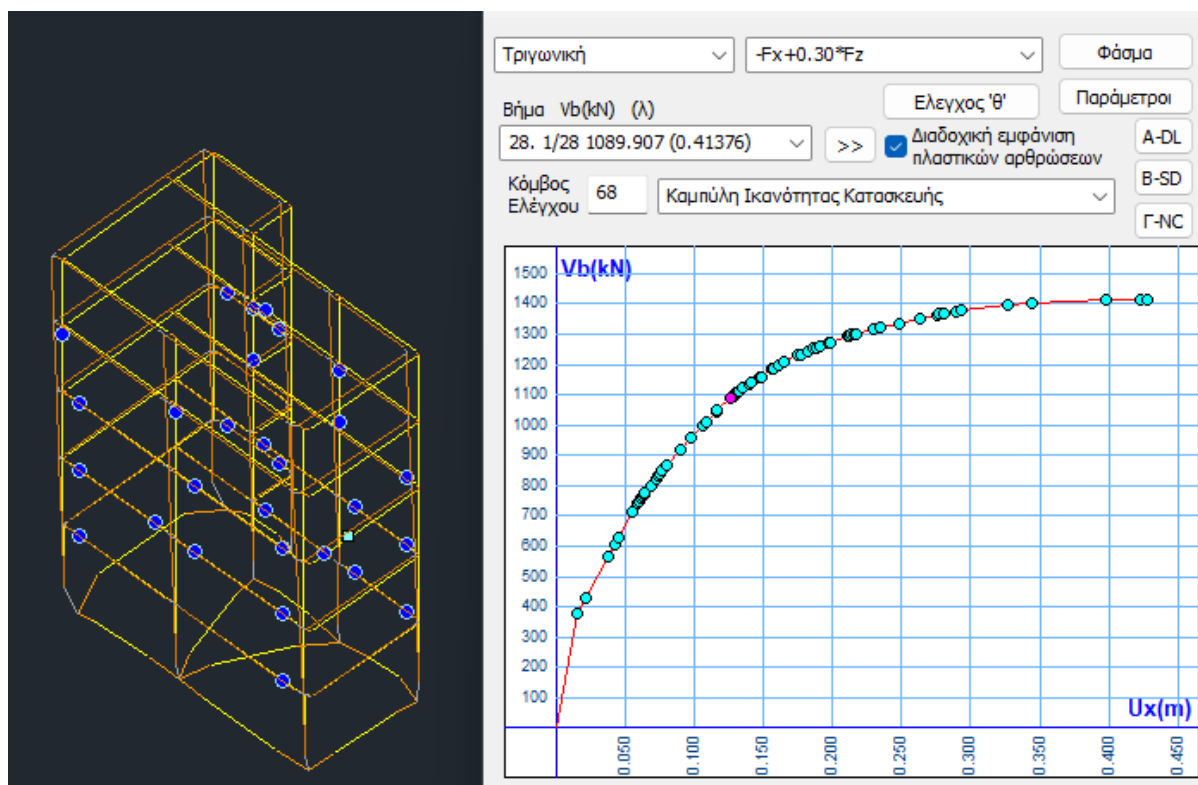 Τριγωνική -Fx+0.30*Fz Φάσμα
Βήμα Vb(kN) (λ) Ελεγχος 'θ' Παράμετροι
28. 1/28 1089.907 (0.41376) >> Διαδοχική εμφάνιση
πλαστικών αρθρώσεων
A-DL
Κόμβος
Ελέγχου 68 Καμπύλη Ικανότητας Κατασκευής B-SD
Γ-NC
Vb(kN)
1500
1400
1300
1200
1100
1000
900
800
700
600
500
400
300
200
100
Ux(m)
0.050 0.100 0.150 0.200 0.250 0.300 0.350 0.400 0.450